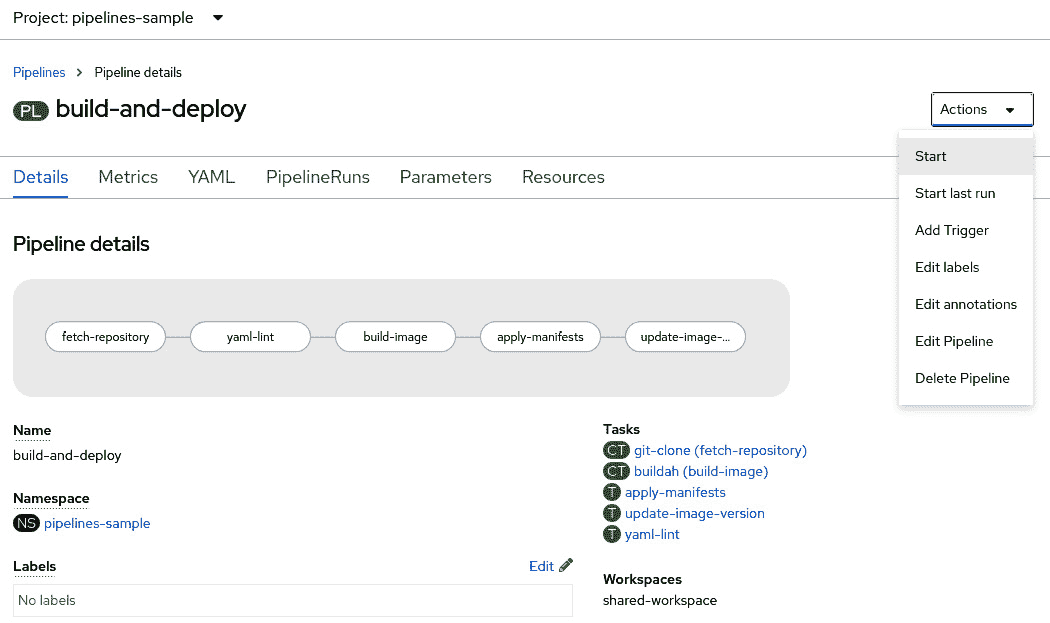 Project: pipelines-sample
Pipelines > Pipeline details
PL build-and-deploy
Actions
Start
Start last run
Add Trigger
Edit labels
Edit annotations
Edit Pipeline
Delete Pipeline
Details Metrics YAML PipelineRuns Parameters Resources
Pipeline details
fetch-repository yaml-lint build-image apply-manifests update-image-...
Name
build-and-deploy
Namespace
NS pipelines-sample
Labels Edit
No labels
Tasks
CT git-clone (fetch-repository)
CT buildah (build-image)
T apply-manifests
T update-image-version
T yaml-lint
Workspaces
shared-workspace